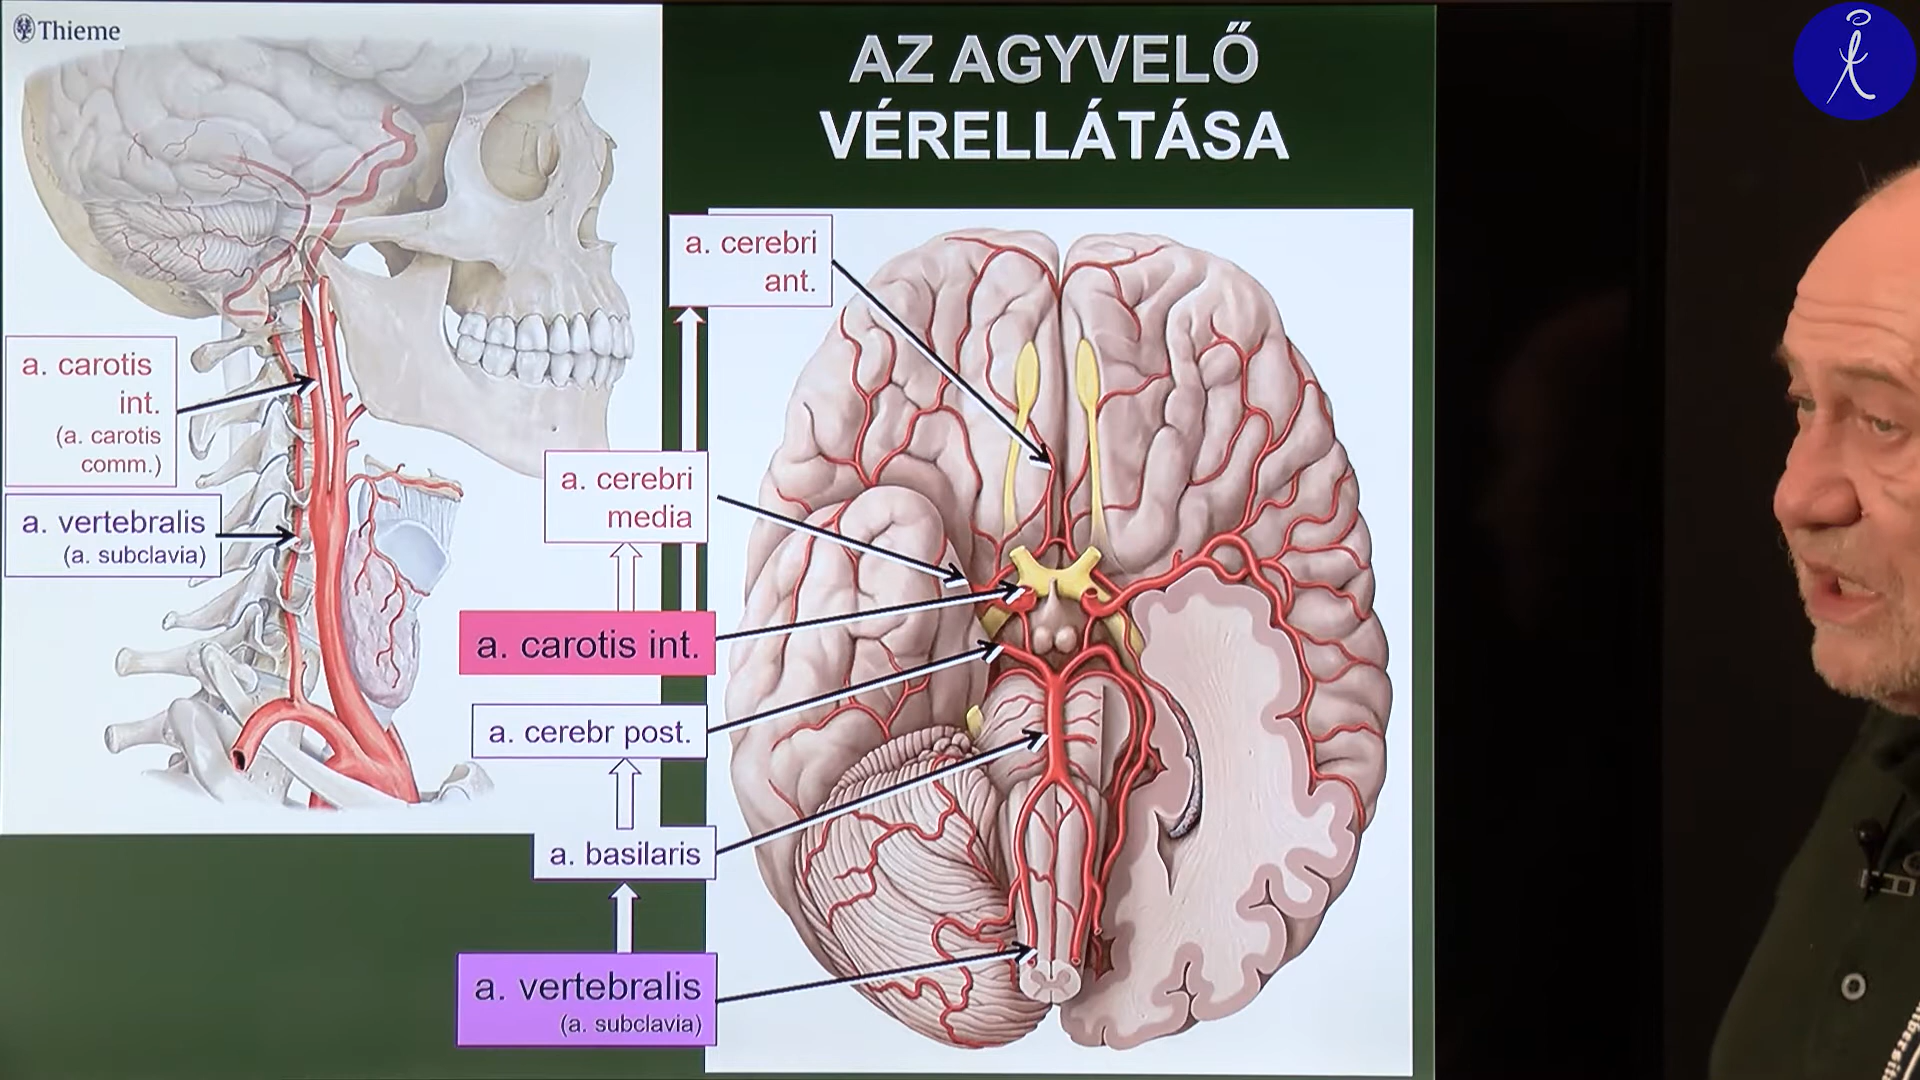 Thieme
AZ AGYVELŐ
VÉRELLÁTÁSA
a. cerebri
ant.
a. carotis
int.
(a. carotis
comm.)
a. cerebri
media
a. vertebralis
(a. subclavia)
a. carotis int.
a. cerebr post.
a. basilaris
a. vertebralis
(a. subclavia)